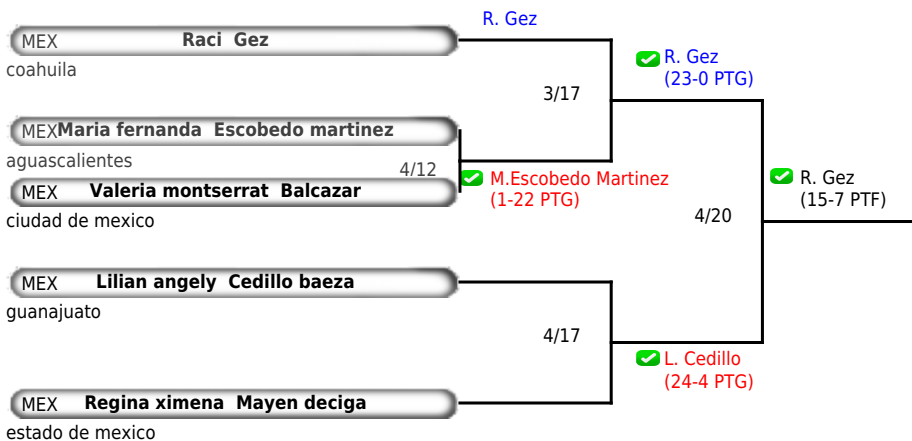 R. Gez
MEX Raci Gez
coahuila
R. Gez
(23-0 PTG)
3/17
MEX Maria fernanda Escobedo martinez
aguascalientes
4/12
M.Escobedo Martinez
(1-22 PTG)
MEX Valeria montserrat Balcazar
ciudad de mexico
R. Gez
(15-7 PTF)
4/20
MEX Lilian angely Cedillo baeza
guanajuato
4/17
L. Cedillo
(24-4 PTG)
MEX Regina ximena Mayen deciga
estado de mexico